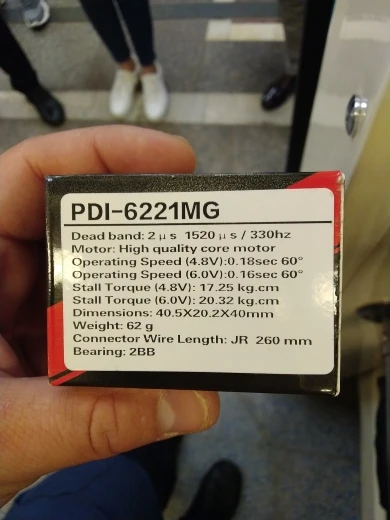 PDI-6221MG
Dead band: 2 μ s 1520 μ s / 330hz
Motor: High quality core motor
Operating Speed (4.8V):0.18sec 60°
Operating Speed (6.0V):0.16sec 60°
Stall Torque (4.8V): 17.25 kg.cm
Stall Torque (6.0V): 20.32 kg.cm
Dimensions: 40.5X20.2X40mm
Weight: 62 g
Connector Wire Length: JR 260 mm
Bearing: 2BB